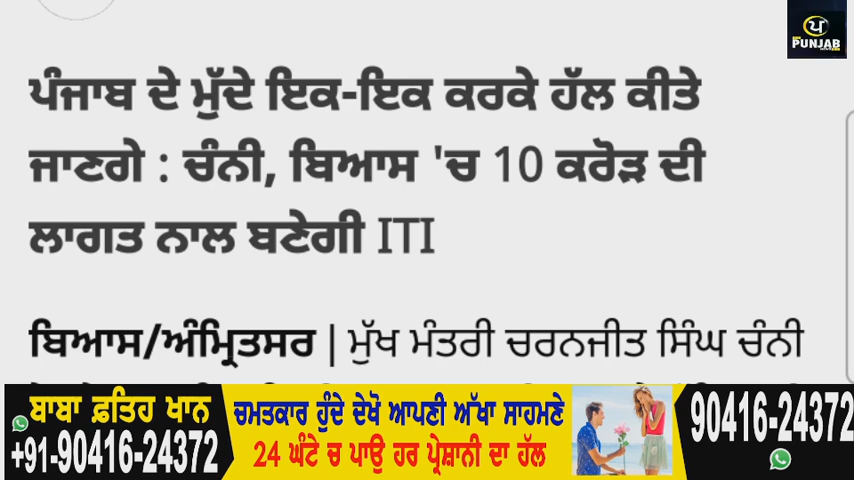 ਪ
PUNJAB
ਪੰਜਾਬ ਦੇ ਮੁੱਦੇ ਇਕ-ਇਕ ਕਰਕੇ ਹੱਲ ਕੀਤੇ
ਜਾਣਗੇ : ਚੰਨੀ, ਬਿਆਸ 'ਚ 10 ਕਰੋੜ ਦੀ
ਲਾਗਤ ਨਾਲ ਬਣੇਗੀ ITI
ਬਿਆਸ/ਅੰਮ੍ਰਿਤਸਰ | ਮੁੱਖ ਮੰਤਰੀ ਚਰਨਜੀਤ ਸਿੰਘ ਚੰਨੀ
ਬਾਬਾ ਫ਼ਤਿਹ ਖਾਨ
+91-90416-24372
ਚਮਤਕਾਰ ਹੁੰਦੇ ਦੇਖੋ ਆਪਣੀ ਅੱਖਾ ਸਾਹਮਣੇ
24 ਘੰਟੇ ਚ ਪਾਉ ਹਰ ਪ੍ਰੇਸ਼ਾਨੀ ਦਾ ਹੱਲ
90416-24372